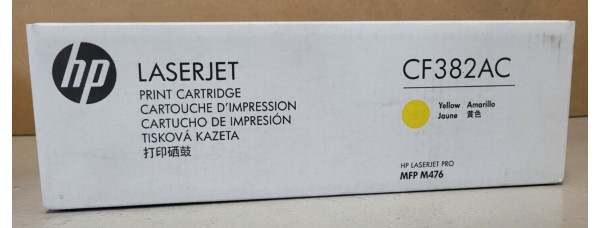 hp
LASERJET
PRINT CARTRIDGE
CARTOUCHE D'IMPRESSION
CARTUCHO DE IMPRESIÓN
TISKOVÁ KAZETA
打印硒鼓
CF382AC
Yellow Amarillo
Jaune 黄色
HP LASERJET PRO
MFP M476